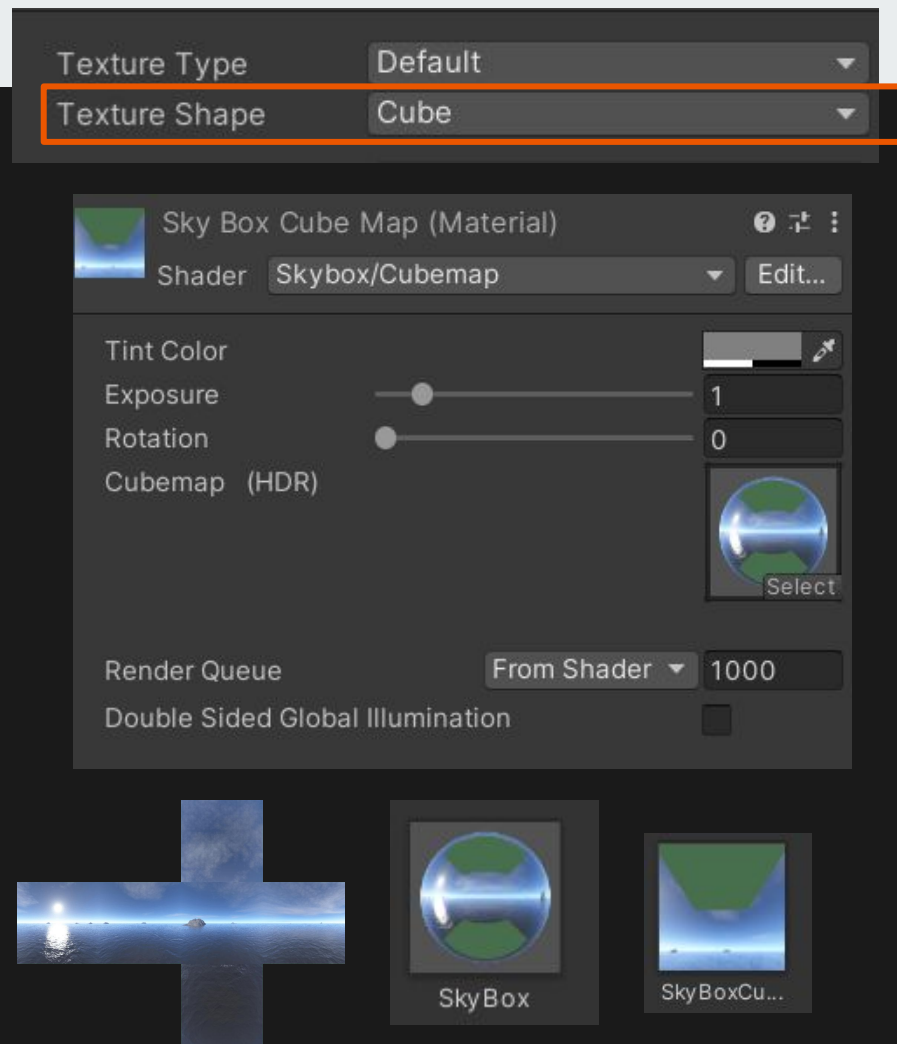 Texture Type Default
Texture Shape Cube
Sky Box Cube Map (Material)
Shader Skybox/Cubemap Edit...
Tint Color
Exposure 1
Rotation 0
Cubemap (HDR)
Select
Render Queue From Shader 1000
Double Sided Global Illumination
SkyBox
SkyBoxCu...